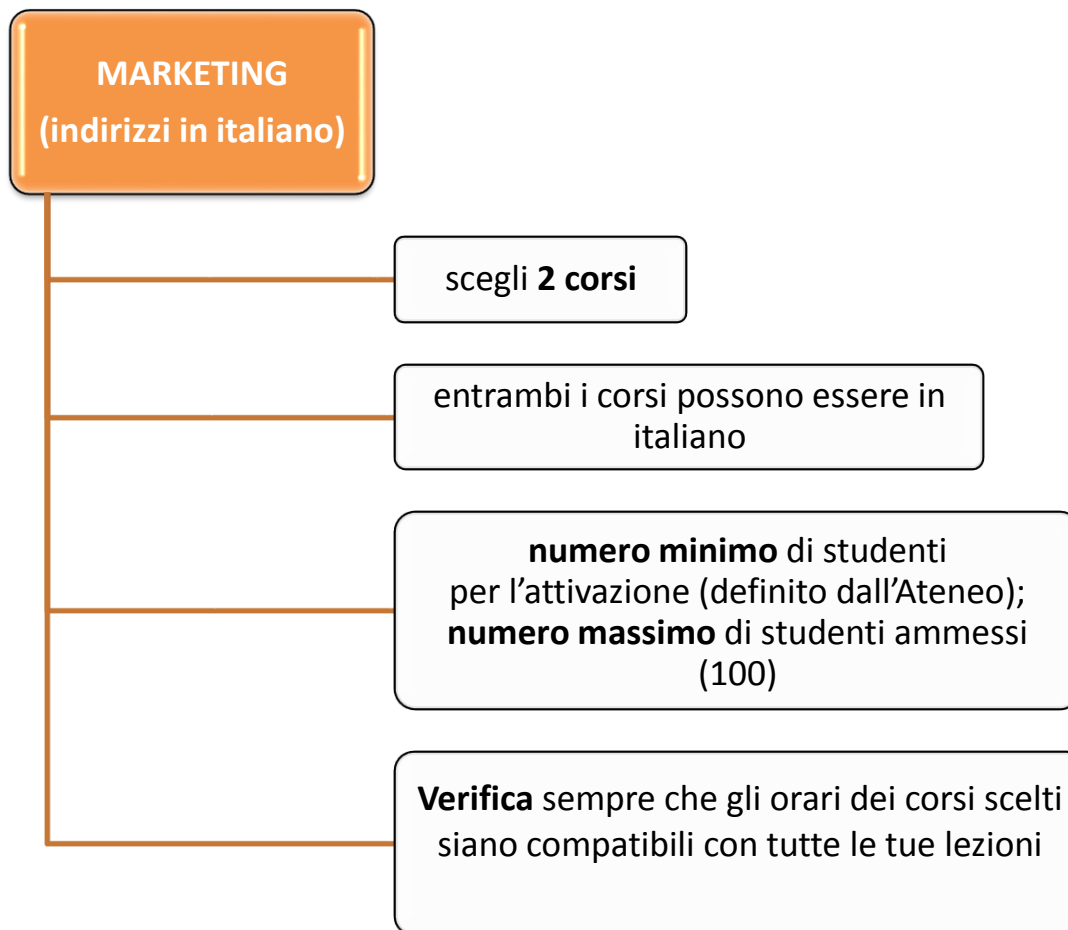 MARKETING
(indirizzi in italiano)
scegli 2 corsi
entrambi i corsi possono essere in
italiano
numero minimo di studenti
per l’attivazione (definito dall’Ateneo);
numero massimo di studenti ammessi
(100)
Verifica sempre che gli orari dei corsi scelti
siano compatibili con tutte le tue lezioni